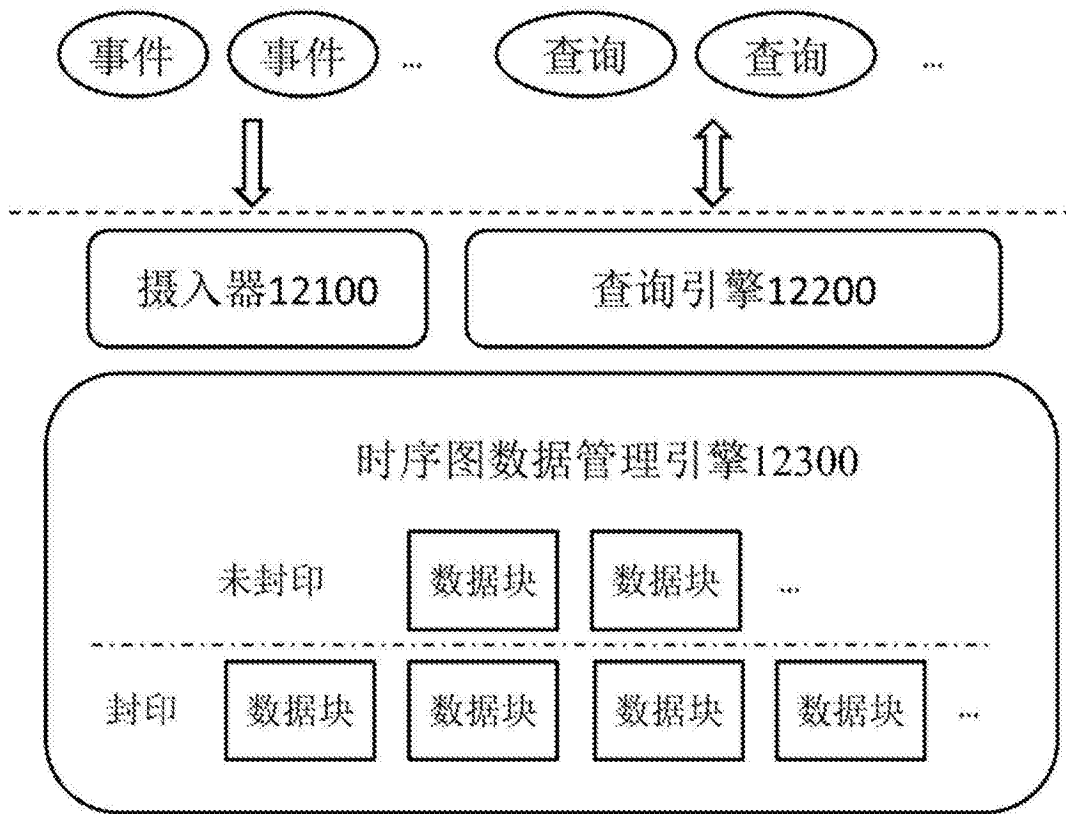 事件 事件 ... 查询 查询 ...
摄入器12100 查询引擎12200
时序图数据管理引擎12300
未封印 数据块 数据块 ...
封印 数据块 数据块 数据块 数据块 ...